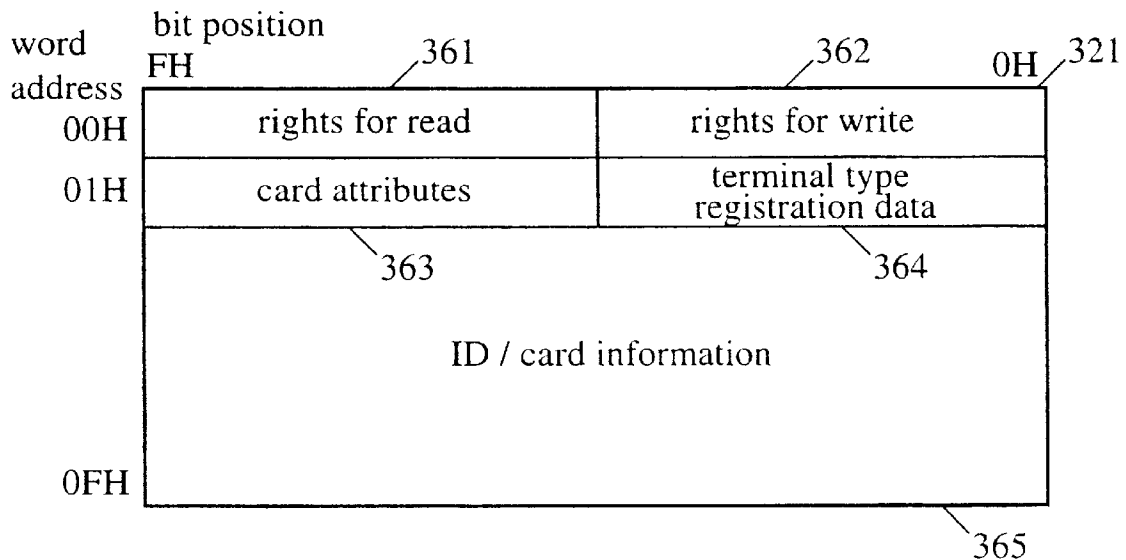 bit position
word address
FH 361 362 0H 321
00H rights for read rights for write
01H card attributes terminal type registration data
363 364
ID / card information
0FH
365